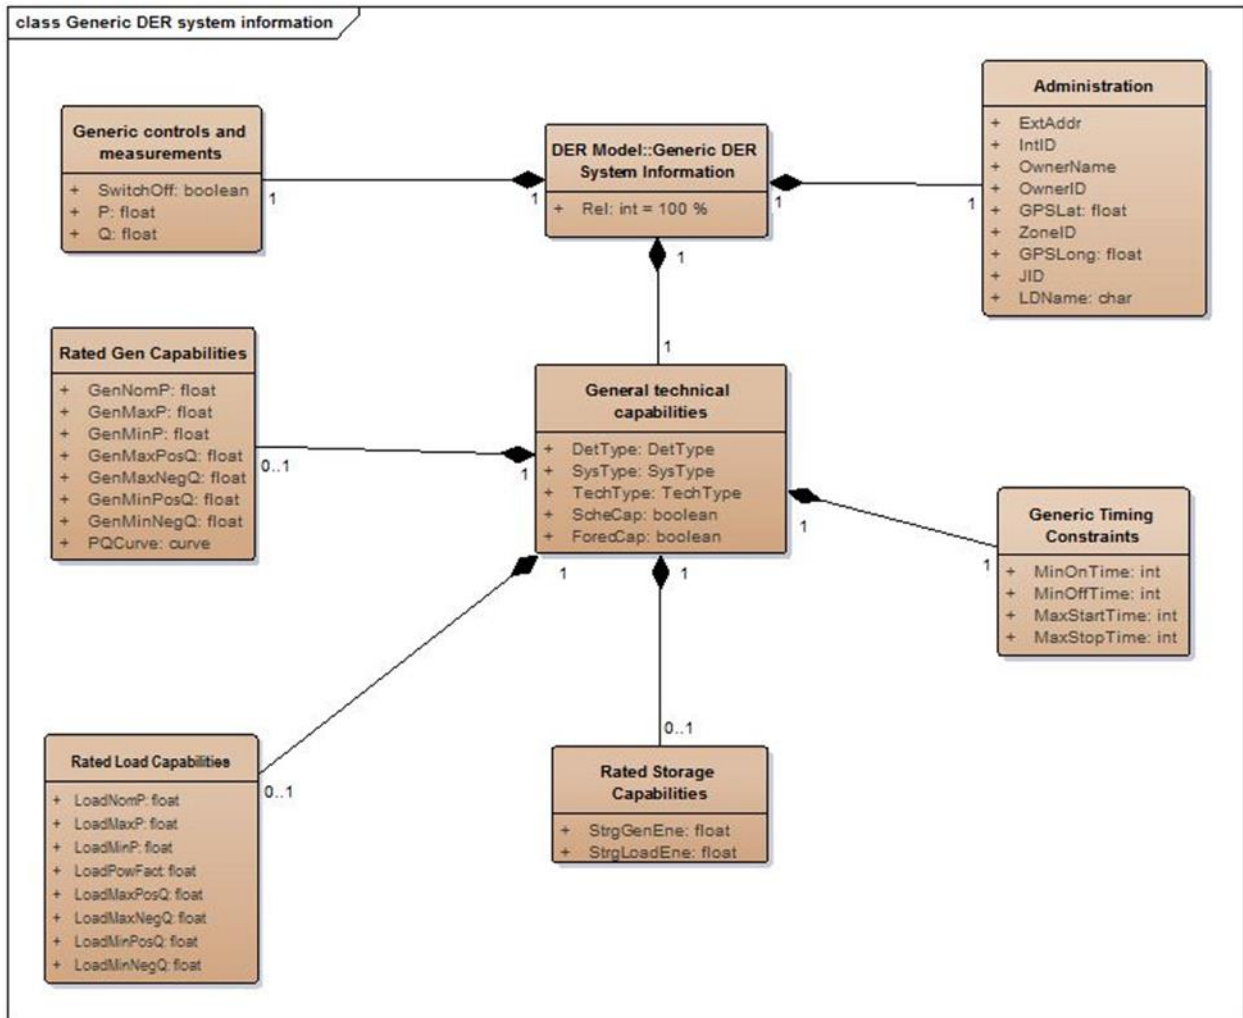 class Generic DER system information
Generic controls and
measurements
+ SwitchOff: boolean
+ P: float
+ Q: float
1
1
DER Model::Generic DER
System Information
+ Rel: int = 100 %
1
1
Administration
+ ExtAddr
+ IntID
+ OwnerName
+ OwnerID
+ GPSLat: float
+ ZoneID
+ GPSLong: float
+ JID
+ LDName: char
1
1
Rated Gen Capabilities
+ GenNomP: float
+ GenMaxP: float
+ GenMinP: float
+ GenMaxPosQ: float
+ GenMaxNegQ: float
+ GenMinPosQ: float
+ GenMinNegQ: float
+ PQCurve: curve
0..1
1
General technical
capabilities
+ DetType: DetType
+ SysType: SysType
+ TechType: TechType
+ ScheCap: boolean
+ ForedCap: boolean
1
1
1
1
Generic Timing
Constraints
+ MinOnTime: int
+ MinOffTime: int
+ MaxStartTime: int
+ MaxStopTime: int
Rated Load Capabilities
+ LoadNomP: float
+ LoadMaxP: float
+ LoadMinP: float
+ LoadPowFact: float
+ LoadMaxPosQ: float
+ LoadMaxNegQ: float
+ LoadMinPosQ: float
+ LoadMinNegQ: float
0..1
0..1
Rated Storage
Capabilities
+ StrgGenEne: float
+ StrgLoadEne: float